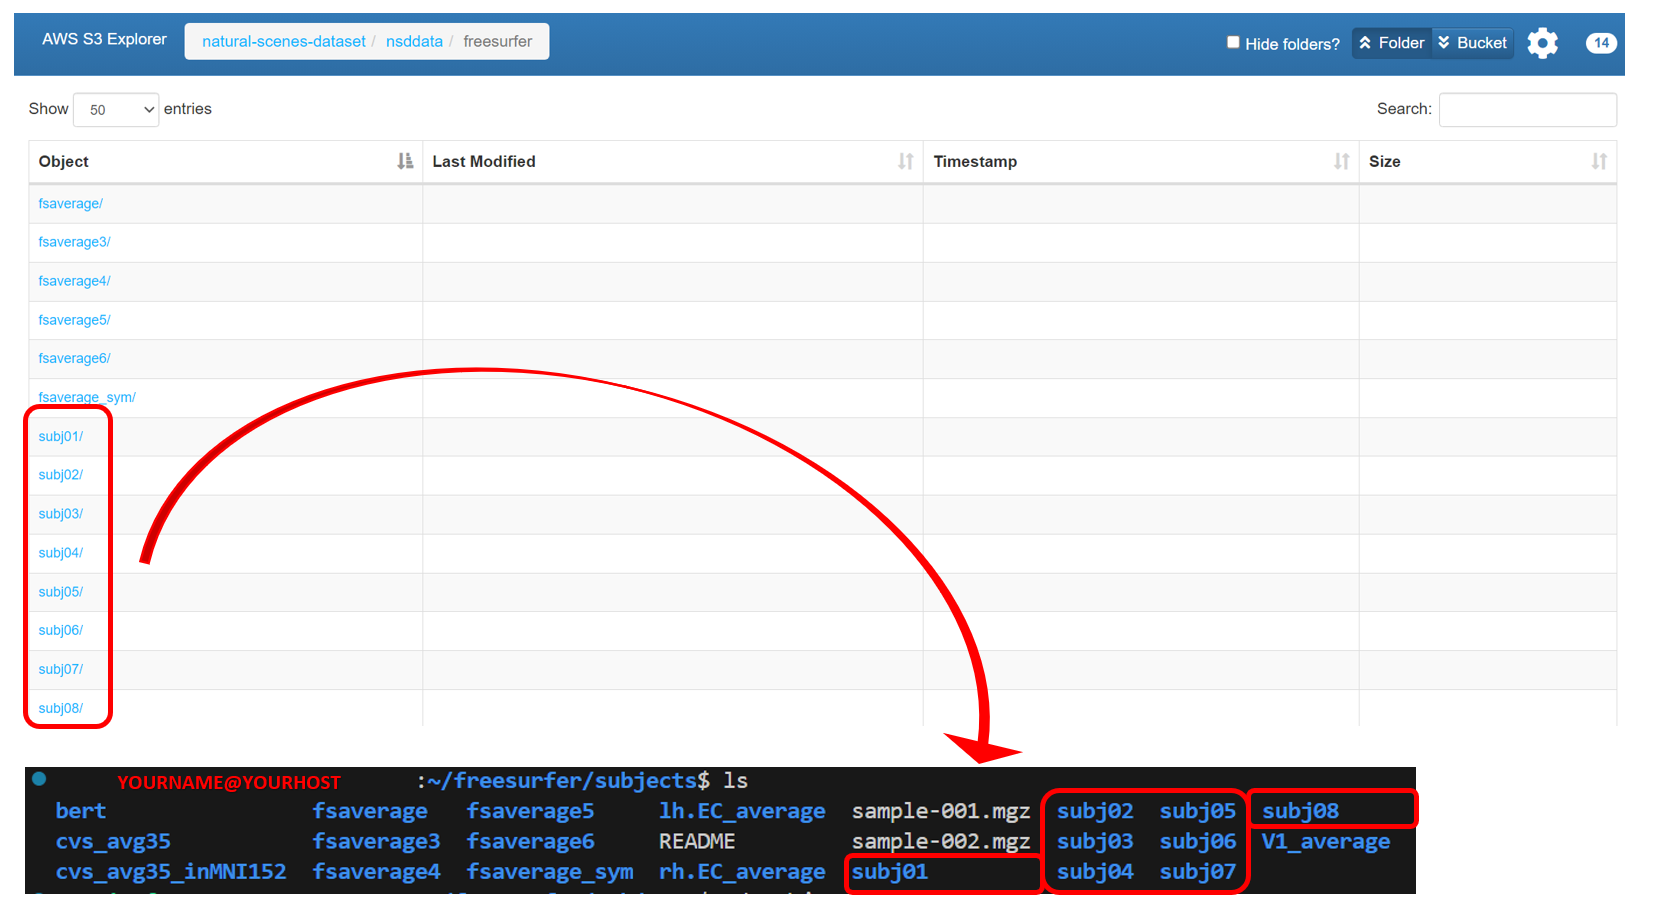 AWS S3 Explorer natural-scenes-dataset / nsddata / freesurfer Hide folders? Folder Bucket 14
Show 50 entries Search:
Object Last Modified Timestamp Size
fsaverage/
fsaverage3/
fsaverage4/
fsaverage5/
fsaverage6/
fsaverage_sym/
subj01/
subj02/
subj03/
subj04/
subj05/
subj06/
subj07/
subj08/
YOURNAME@YOURHOST :~/freesurfer/subjects$ ls
bert fsaverage fsaverage5 lh.EC_average sample-001.mgz subj02 subj05 subj08
cvs_avg35 fsaverage3 fsaverage6 README sample-002.mgz subj03 subj06 V1_average
cvs_avg35_inMNI152 fsaverage4 fsaverage_sym rh.EC_average subj01 subj04 subj07